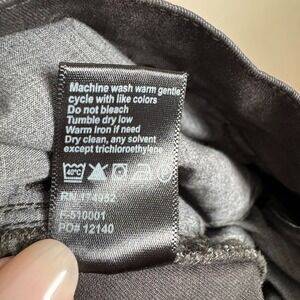 Machine wash warm gentle
cycle with like colors
Do not bleach
Tumble dry low
Warm Iron if need
Dry clean, any solvent
except trichloroethylene
40°C
RN 174952
F-510001
PO# 12140